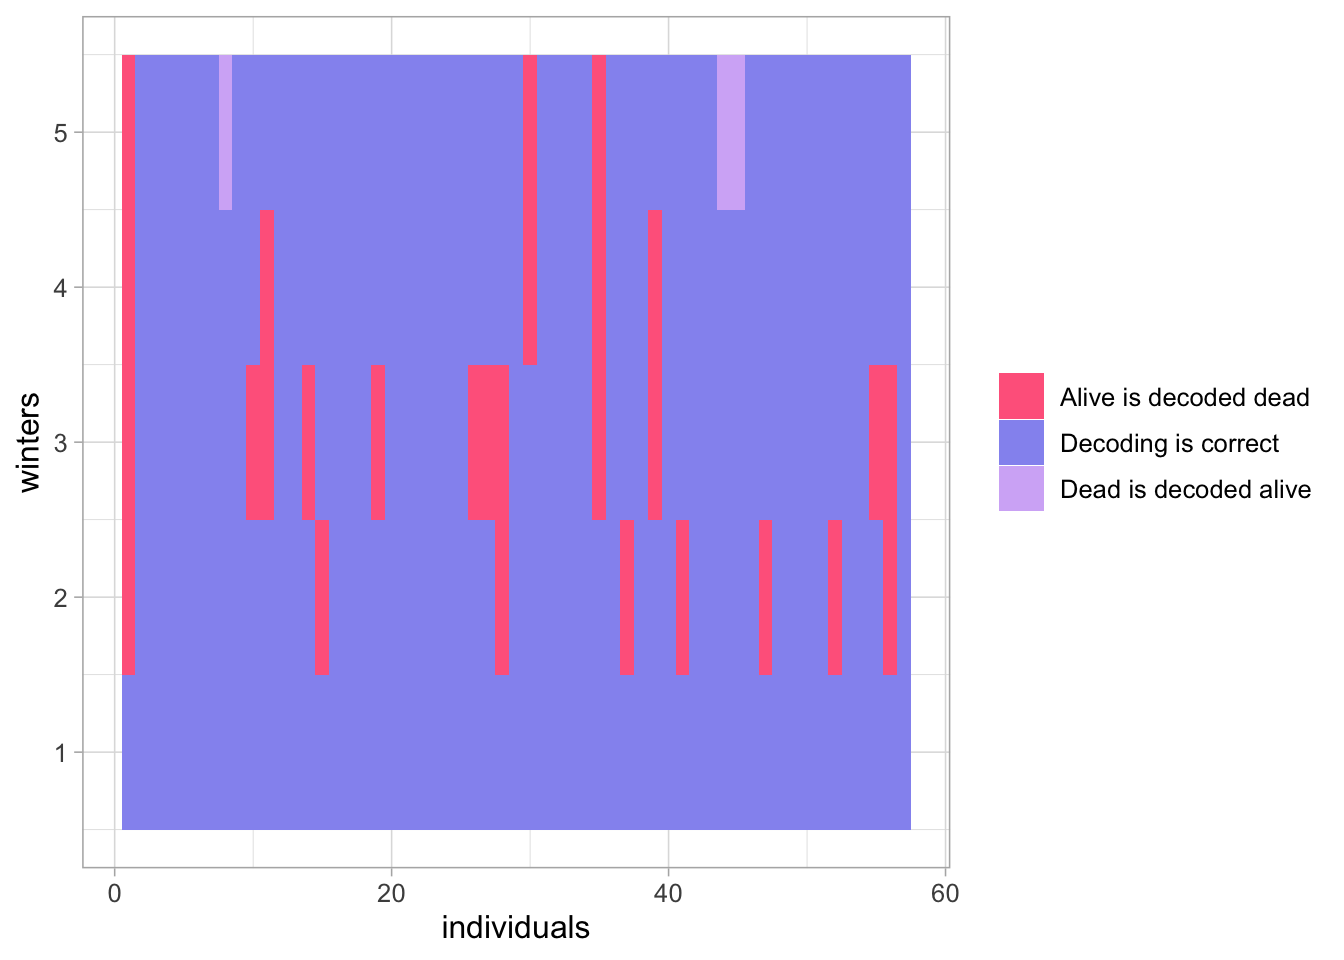 5
4
3
2
1
winters
0
20
40
60
individuals
Alive is decoded dead
Decoding is correct
Dead is decoded alive